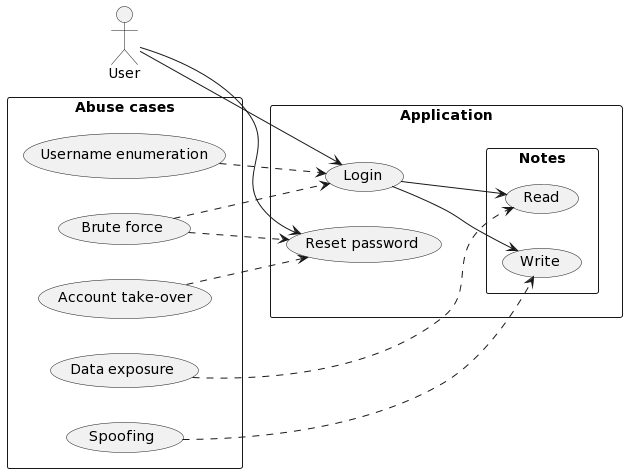 User
Abuse cases
Application
Username enumeration
Brute force
Account take-over
Data exposure
Spoofing
Login
Reset password
Notes
Read
Write